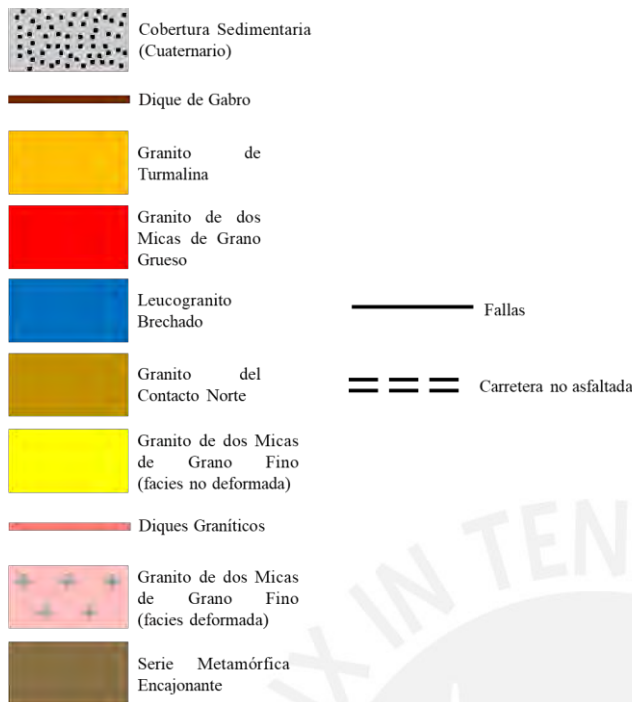 Cobertura Sedimentaria
(Cuaternario)
Dique de Gabro
Granito de
Turmalina
Granito de dos
Micas de Grano
Grueso
Leucogranito
Brechado
Granito del
Contacto Norte
Granito de dos Micas
de Grano Fino
(facies no deformada)
Diques Graníticos
Granito de dos Micas
de Grano Fino
(facies deformada)
Serie Metamórfica
Encajonante
Fallas
Carretera no asfaltada
IN TEN